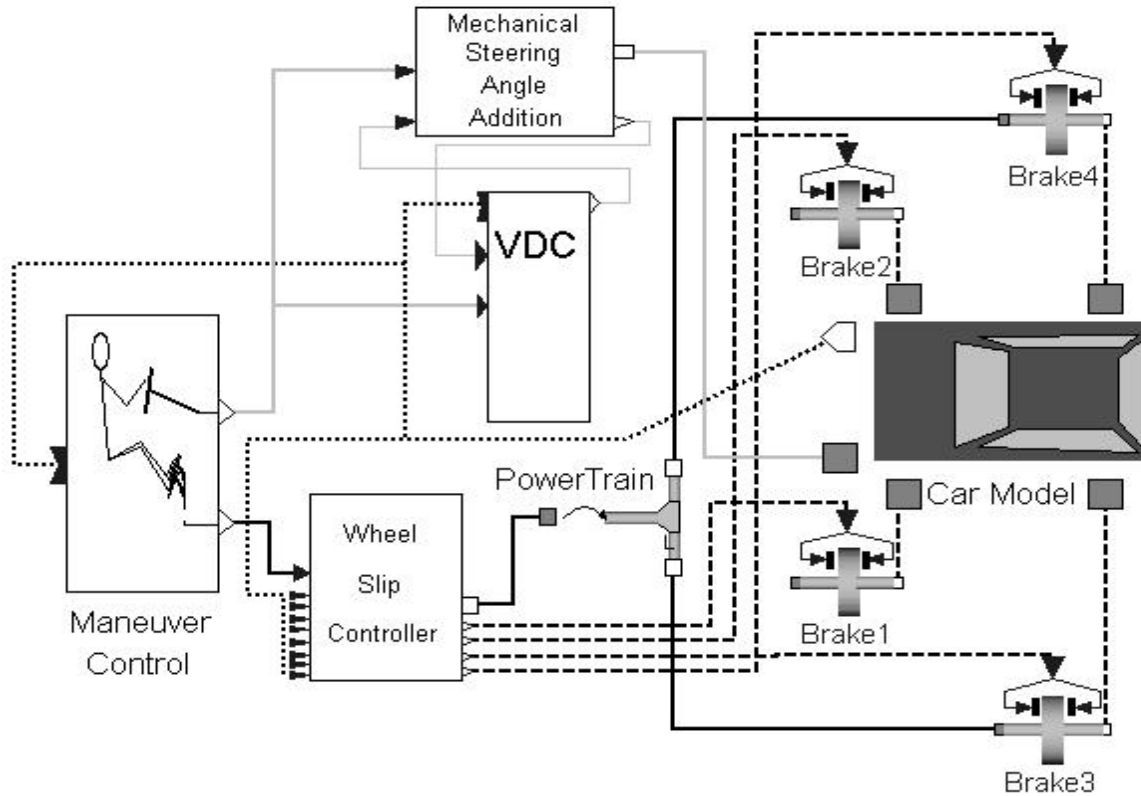 Mechanical
Steering
Angle
Addition
Brake4
VDC
Brake2
PowerTrain
Car Model
Wheel
Slip
Controller
Maneuver
Control
Brake1
Brake3